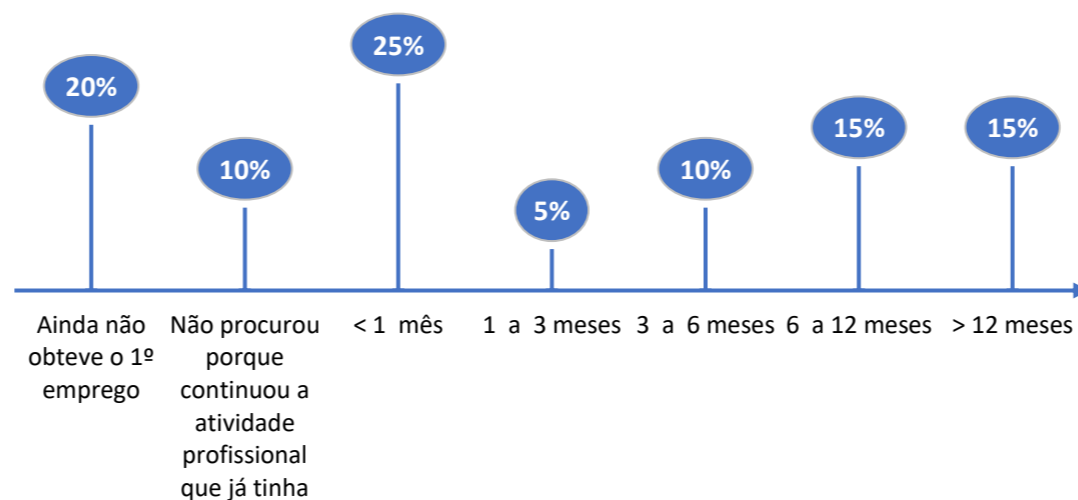 25%
20%
15%
15%
10%
10%
5%
Ainda não
obteve o 1º
emprego
Não procurou
porque
continuou a
atividade
profissional
que já tinha
< 1 mês
1 a 3 meses
3 a 6 meses
6 a 12 meses
> 12 meses